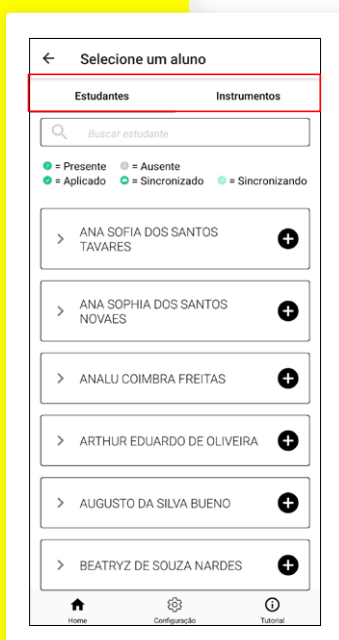 Selecione um aluno
Estudantes Instrumentos
Buscar estudante
= Presente = Ausente
= Aplicado = Sincronizado = Sincronizando
ANA SOFIA DOS SANTOS
TAVARES
ANA SOPHIA DOS SANTOS
NOVAES
ANALU COIMBRA FREITAS
ARTHUR EDUARDO DE OLIVEIRA
AUGUSTO DA SILVA BUENO
BEATRYZ DE SOUZA NARDES
Home Configuração Tutorial